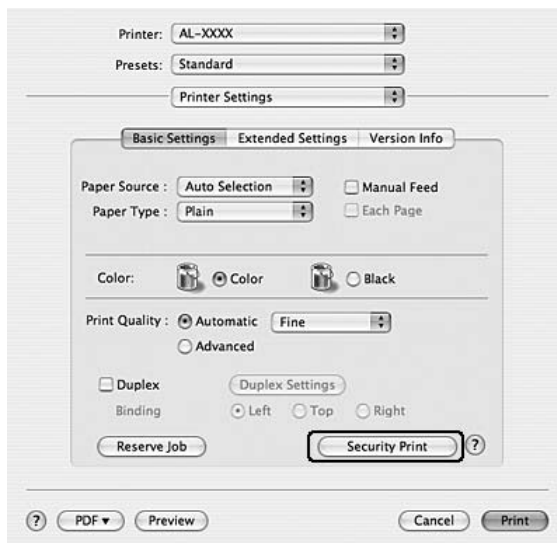 Printer: AL-XXXX
Presets: Standard
Printer Settings
Basic Settings Extended Settings Version Info
Paper Source : Auto Selection Manual Feed
Paper Type : Plain Each Page
Color: Color Black
Print Quality : Automatic Fine
Advanced
Duplex Duplex Settings
Binding Left Top Right
Reserve Job Security Print ?
? PDF ▾ Preview Cancel Print